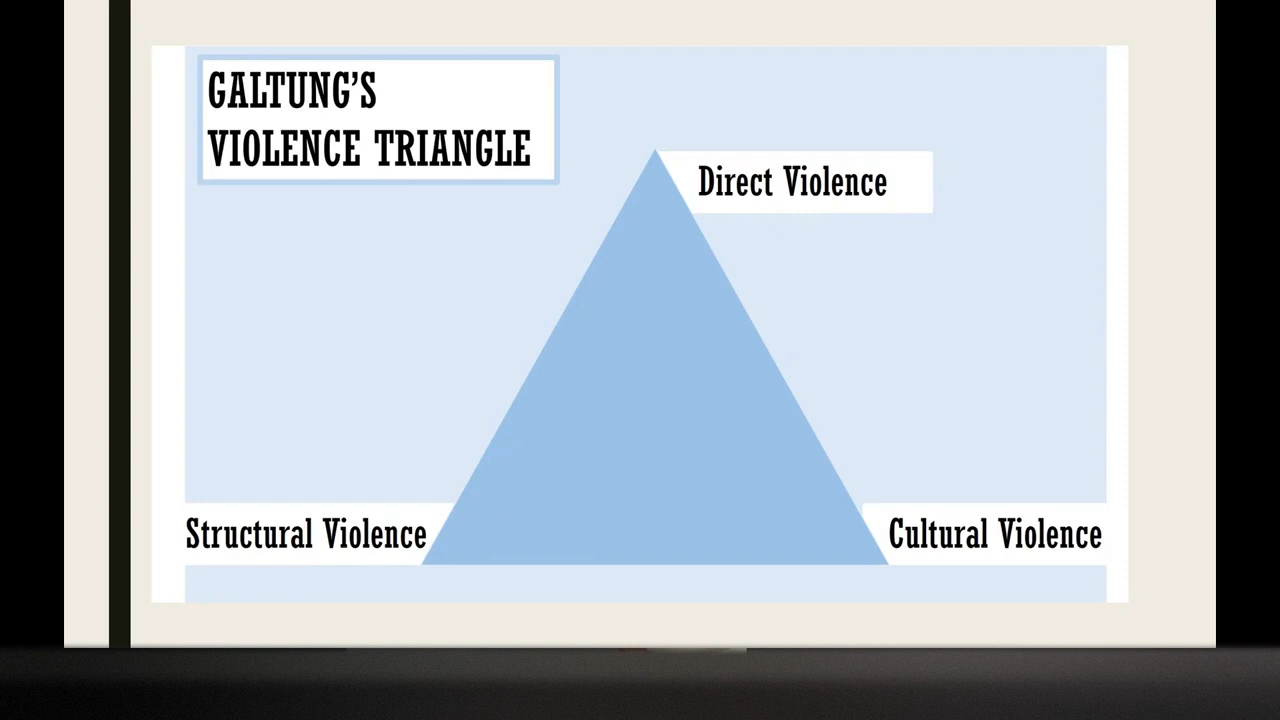 GALTUNG’S
VIOLENCE TRIANGLE
Direct Violence
Structural Violence
Cultural Violence